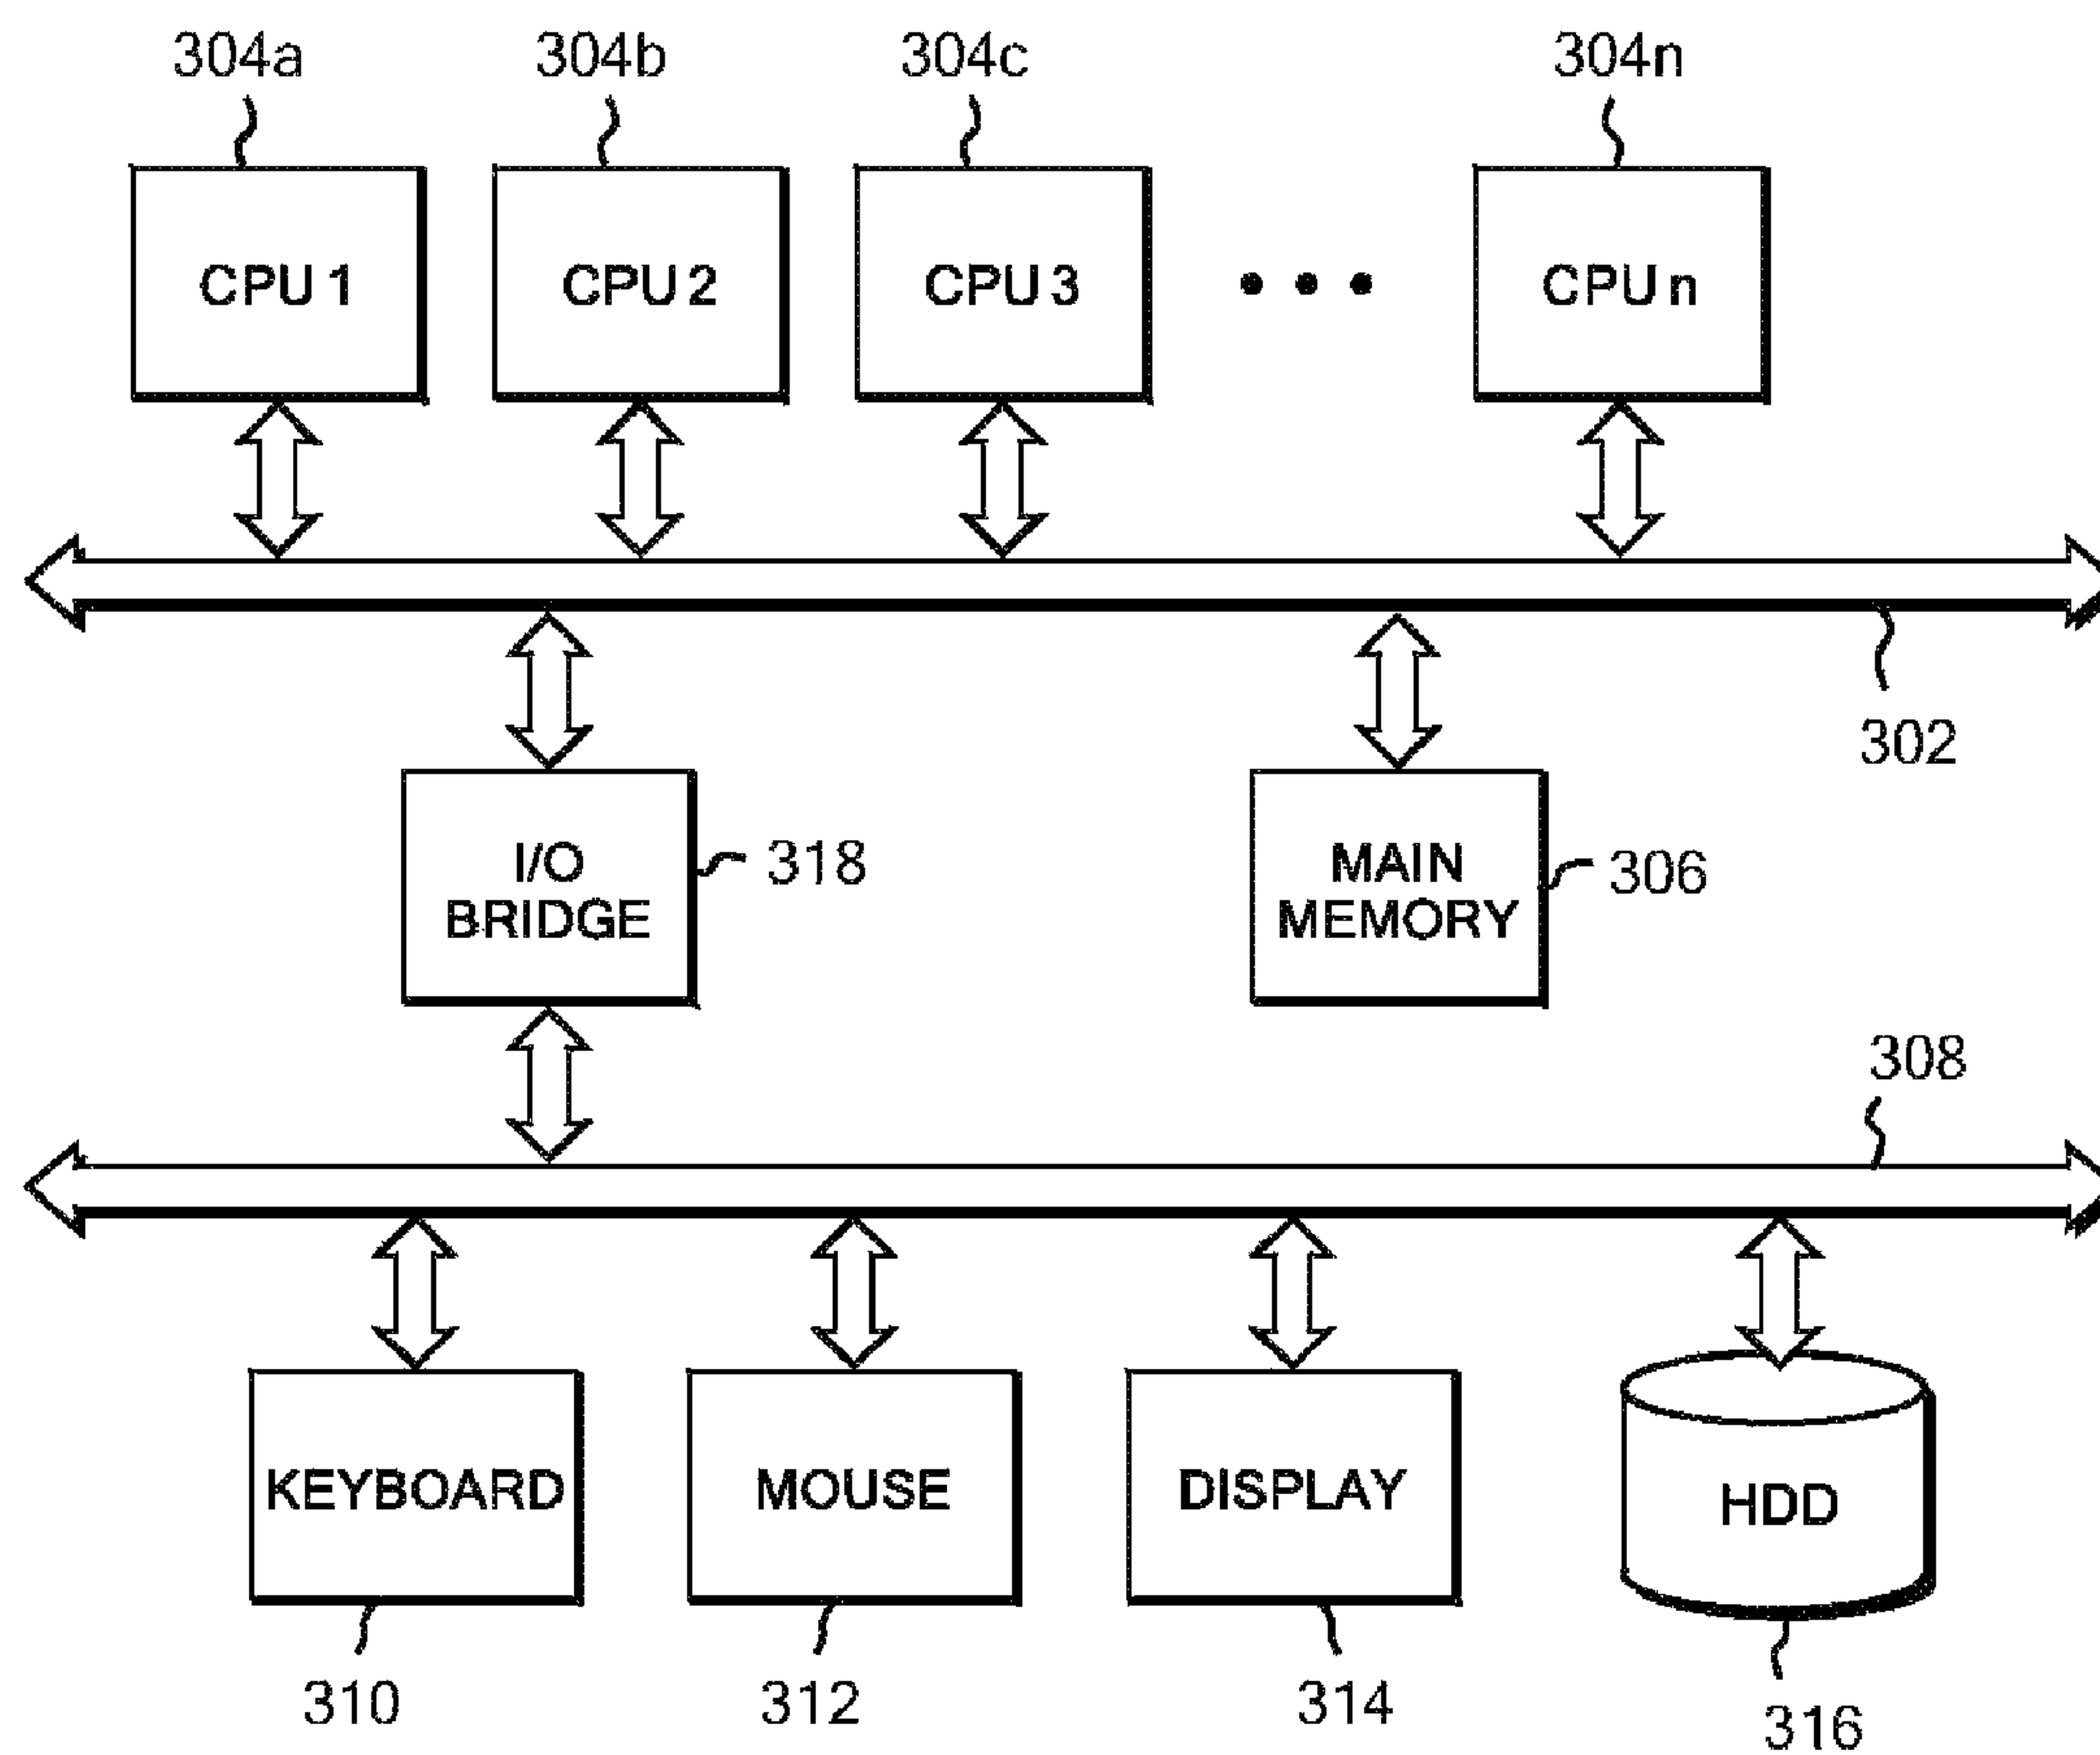 304a 304b 304c 304n
CPU 1 CPU 2 CPU 3 • • • CPU n
302
I/O
BRIDGE
318
MAIN
MEMORY
306
308
KEYBOARD MOUSE DISPLAY HDD
310 312 314 316